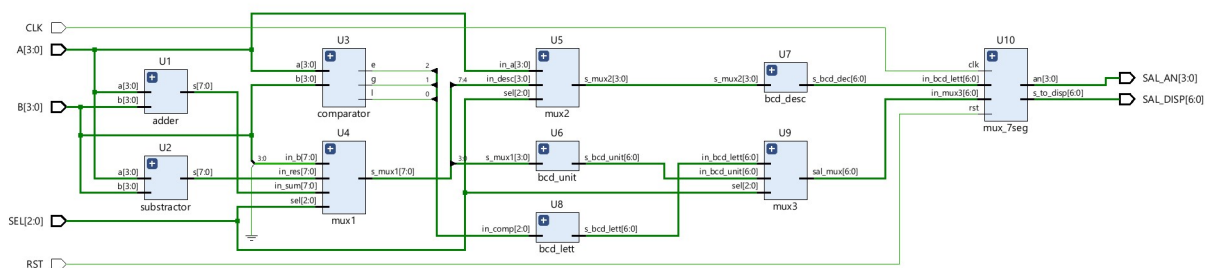 CLK
A[3:0]
B[3:0]
SEL[2:0]
RST
U1
a[3:0]
b[3:0]
s[7:0]
adder
U2
a[3:0]
b[3:0]
s[7:0]
substractor
U3
a[3:0]
b[3:0]
e
g
l
2
1
0
comparator
U4
3:0
in_b[7:0]
in_res[7:0]
in_sum[7:0]
sel[2:0]
s_mux1[7:0]
mux1
U5
in_a[3:0]
in_desc[3:0]
sel[2:0]
7:4
s_mux2[3:0]
mux2
U6
3:0
s_mux1[3:0]
s_bcd_unit[6:0]
bcd_unit
U8
in_comp[2:0]
s_bcd_lett[6:0]
bcd_lett
U7
s_mux2[3:0]
s_bcd_dec[6:0]
bcd_desc
U9
in_bcd_lett[6:0]
in_bcd_unit[6:0]
sel[2:0]
sal_mux[6:0]
mux3
U10
clk
in_bcd_lett[6:0]
in_mux3[6:0]
rst
an[3:0]
s_to_disp[6:0]
mux_7seg
SAL_AN[3:0]
SAL_DISP[6:0]